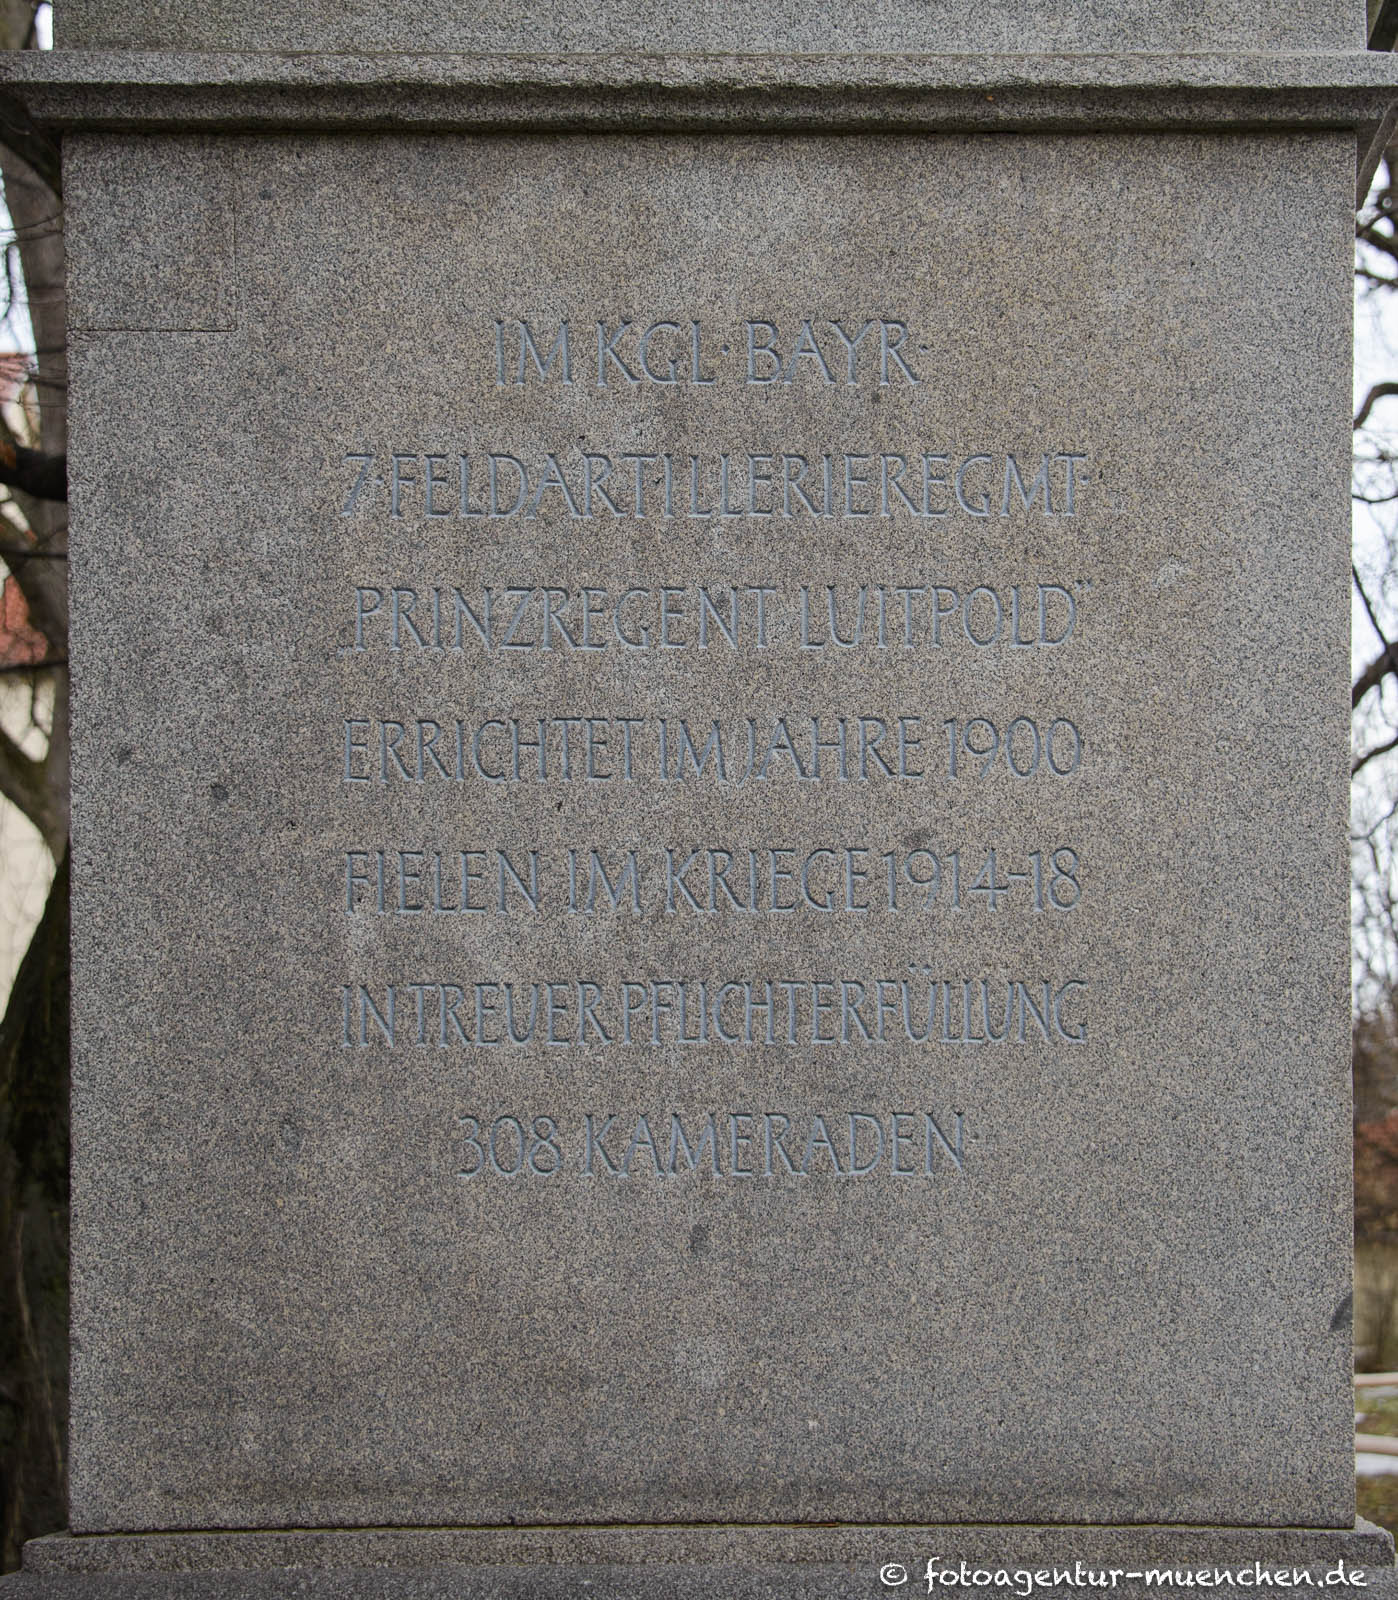 IM KGL· BAYR·
7·FELDARTILLERIEREGMT·
„PRINZREGENT LUITPOLD"
ERRICHTET IM JAHRE 1900
FIELEN IM KRIEGE 1914-18
IN TREUER PFLICHTERFÜLLUNG
308 KAMERADEN·
© fotoagentur-muenchen.de